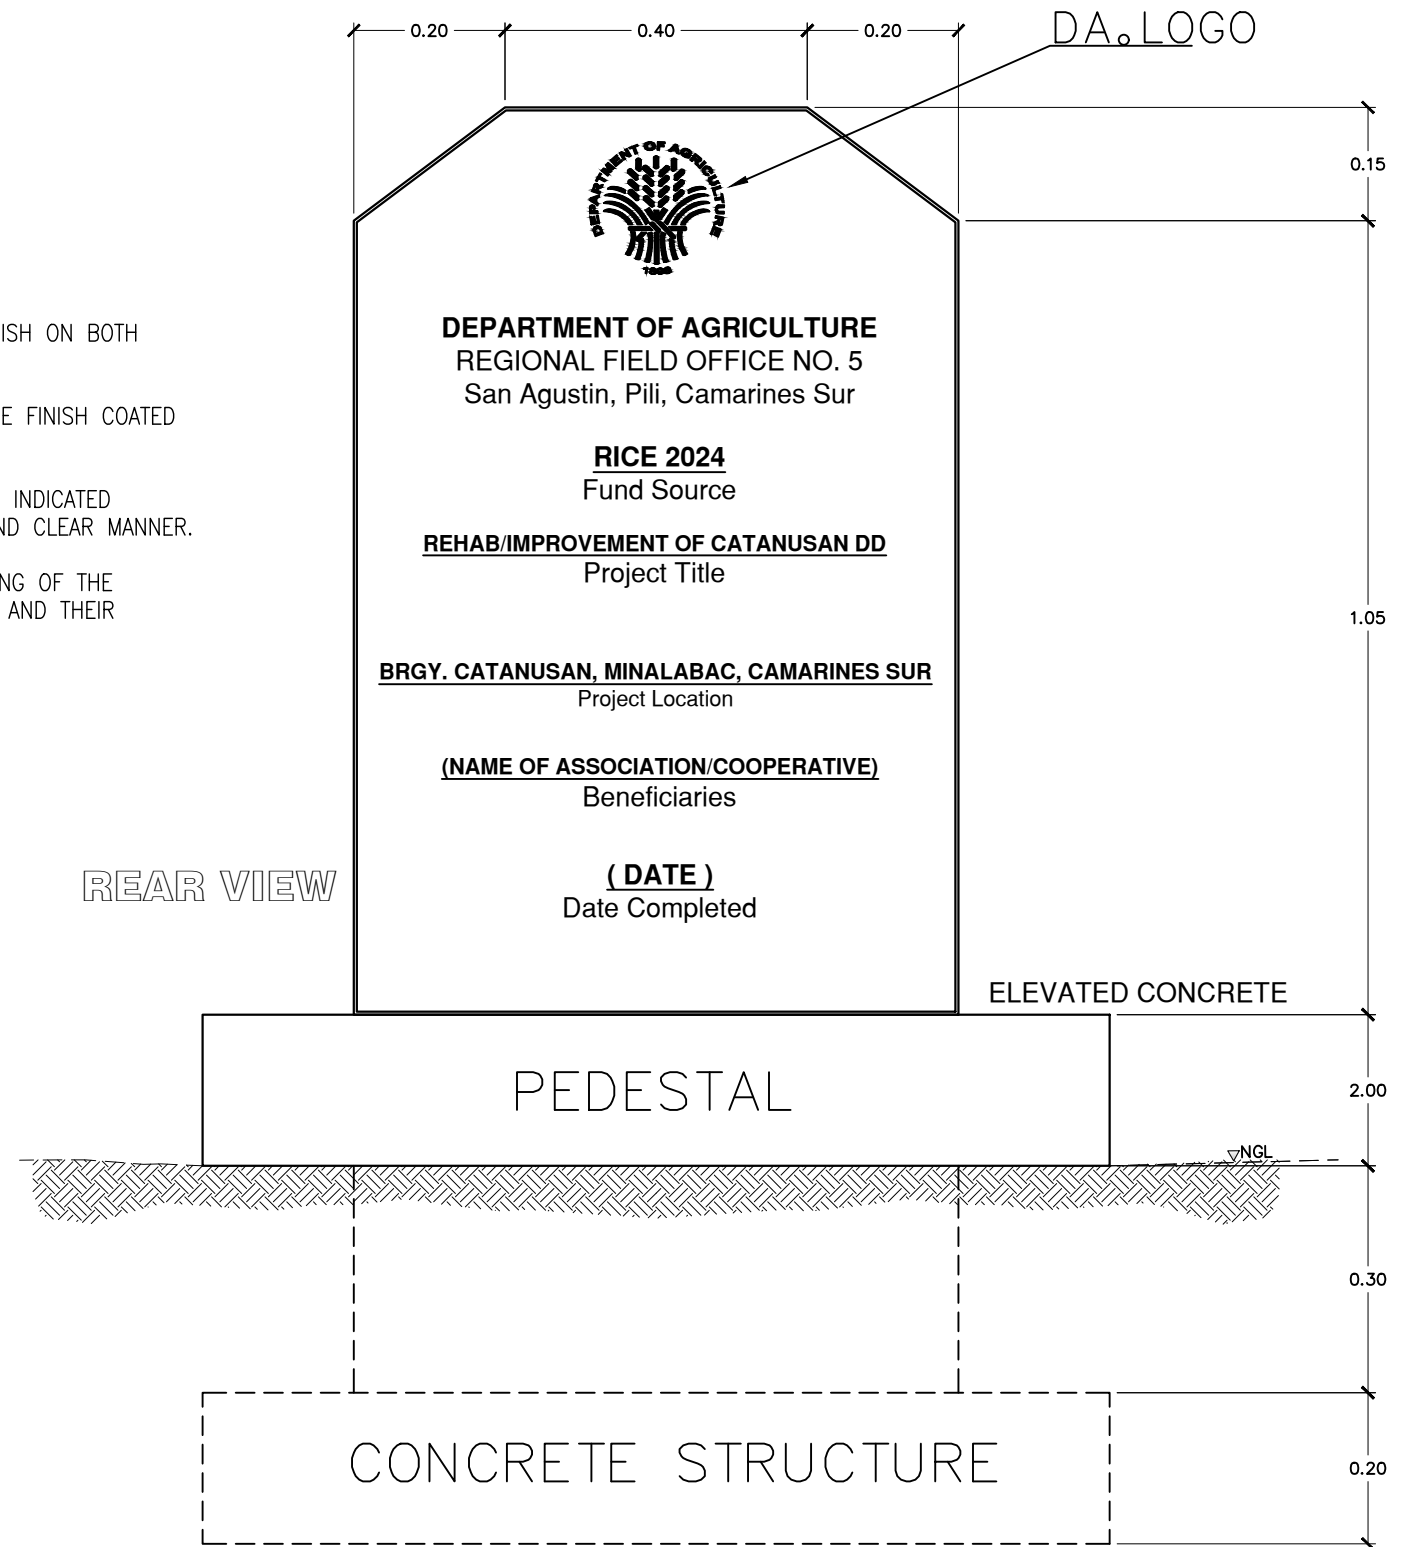 0.20
0.40
0.20
DA. LOGO
0.15
DEPARTMENT OF AGRICULTURE
1898
ISH ON BOTH
E FINISH COATED
INDICATED
ND CLEAR MANNER.
NG OF THE
AND THEIR
DEPARTMENT OF AGRICULTURE
REGIONAL FIELD OFFICE NO. 5
San Agustin, Pili, Camarines Sur
RICE 2024
Fund Source
REHAB/IMPROVEMENT OF CATANUSAN DD
Project Title
1.05
BRGY. CATANUSAN, MINALABAC, CAMARINES SUR
Project Location
(NAME OF ASSOCIATION/COOPERATIVE)
Beneficiaries
REAR VIEW
( DATE )
Date Completed
ELEVATED CONCRETE
PEDESTAL
2.00
NGL
0.30
CONCRETE STRUCTURE
0.20